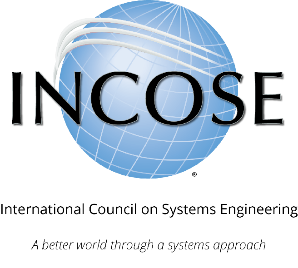 INCOSE
®
International Council on Systems Engineering
A better world through a systems approach